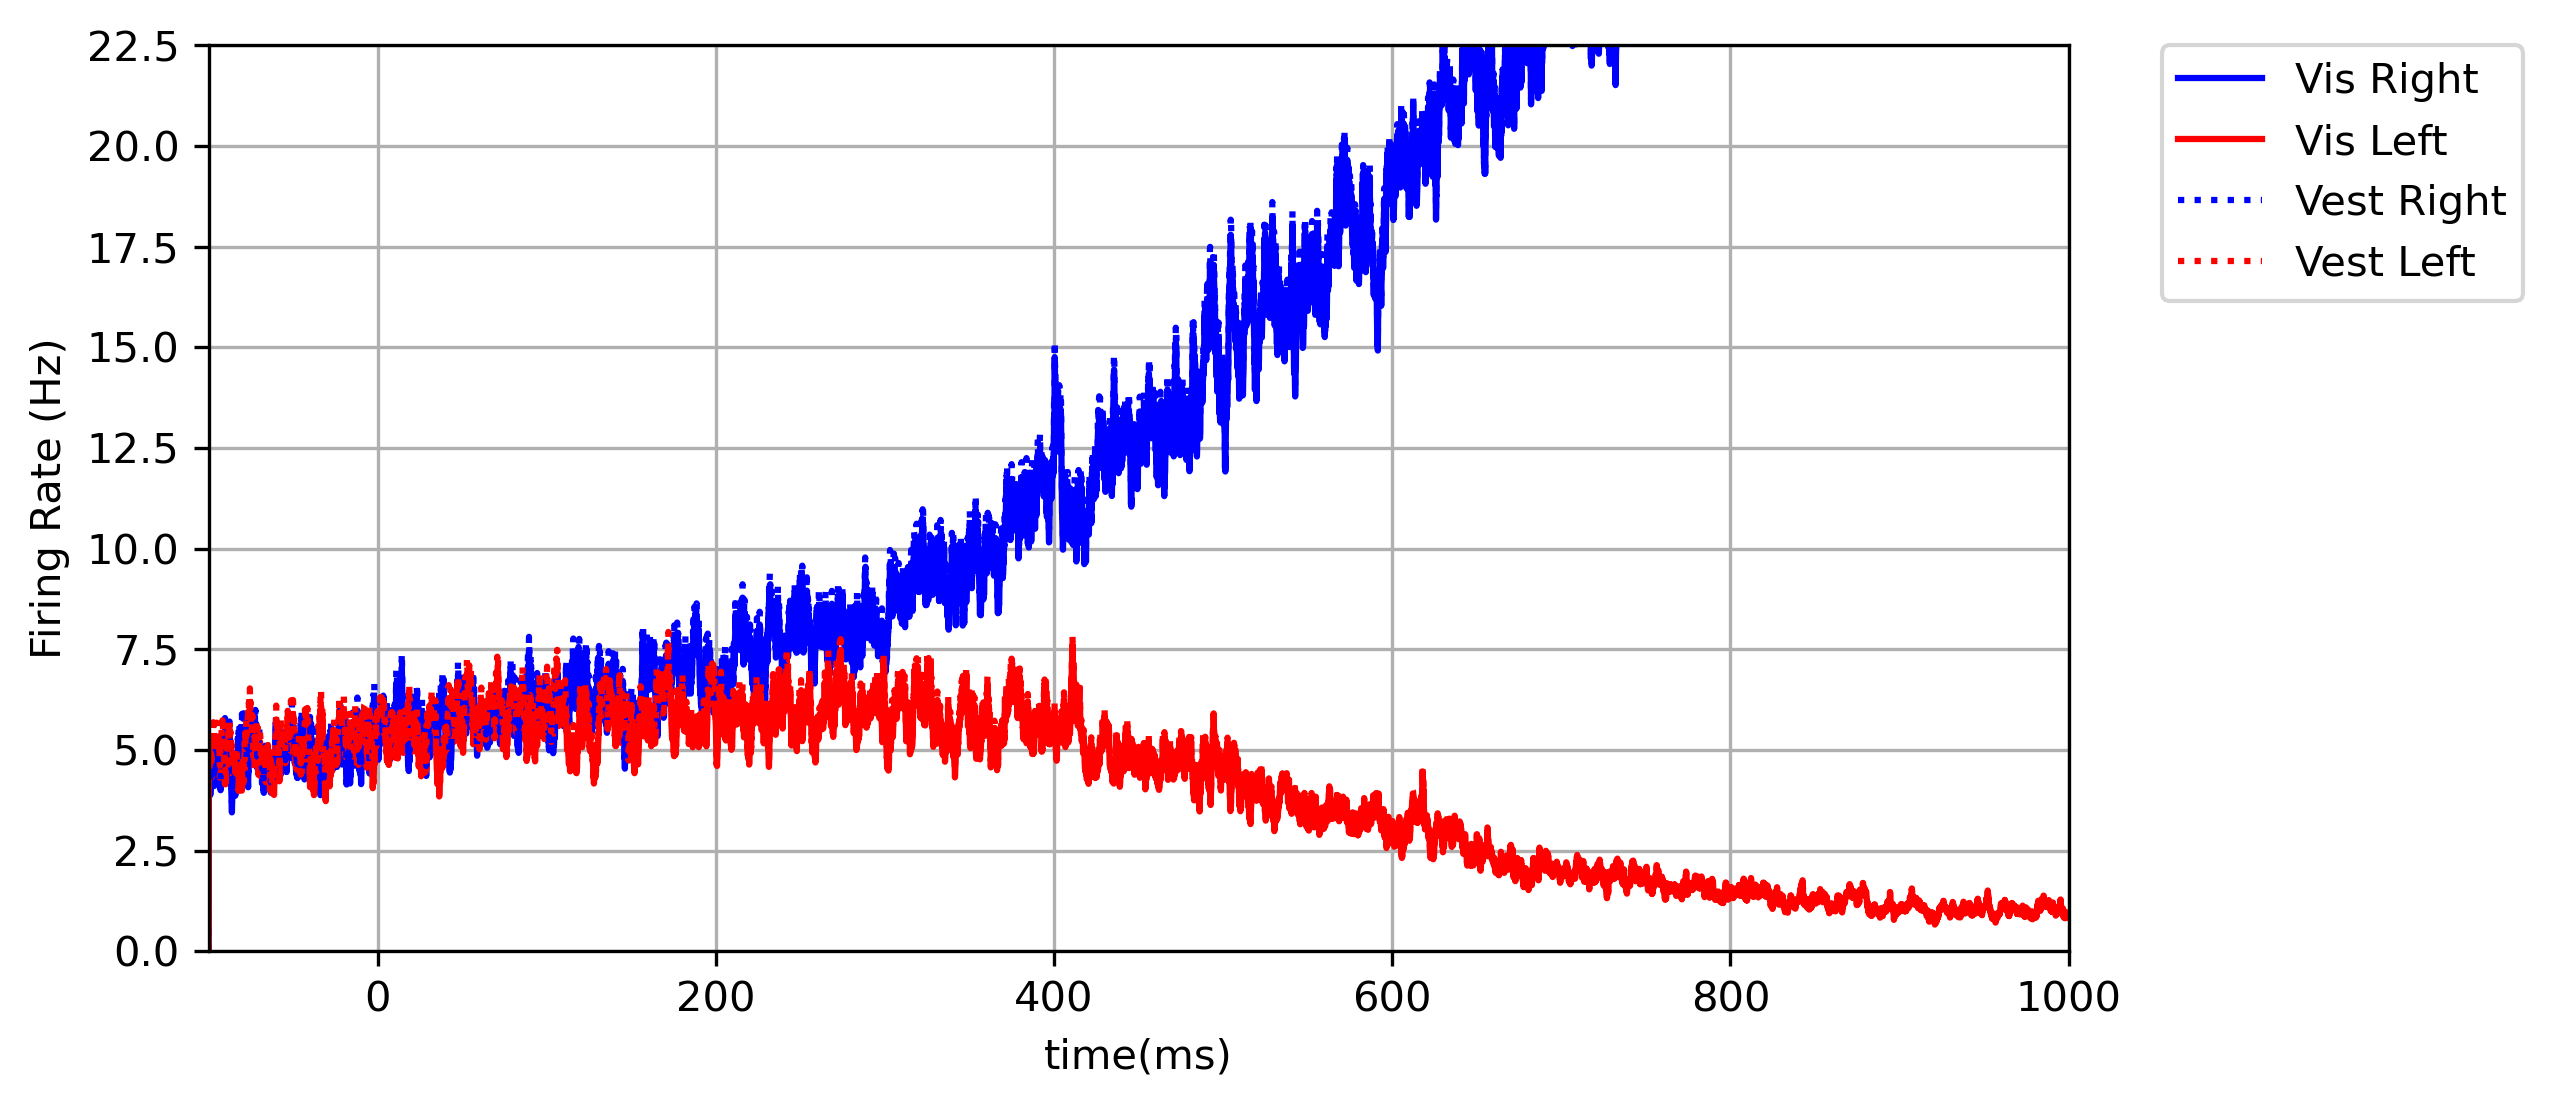 22.5
20.0
17.5
15.0
12.5
10.0
7.5
5.0
2.5
0.0
Firing Rate (Hz)
0 200 400 600 800 1000
time(ms)
Vis Right
Vis Left
Vest Right
Vest Left